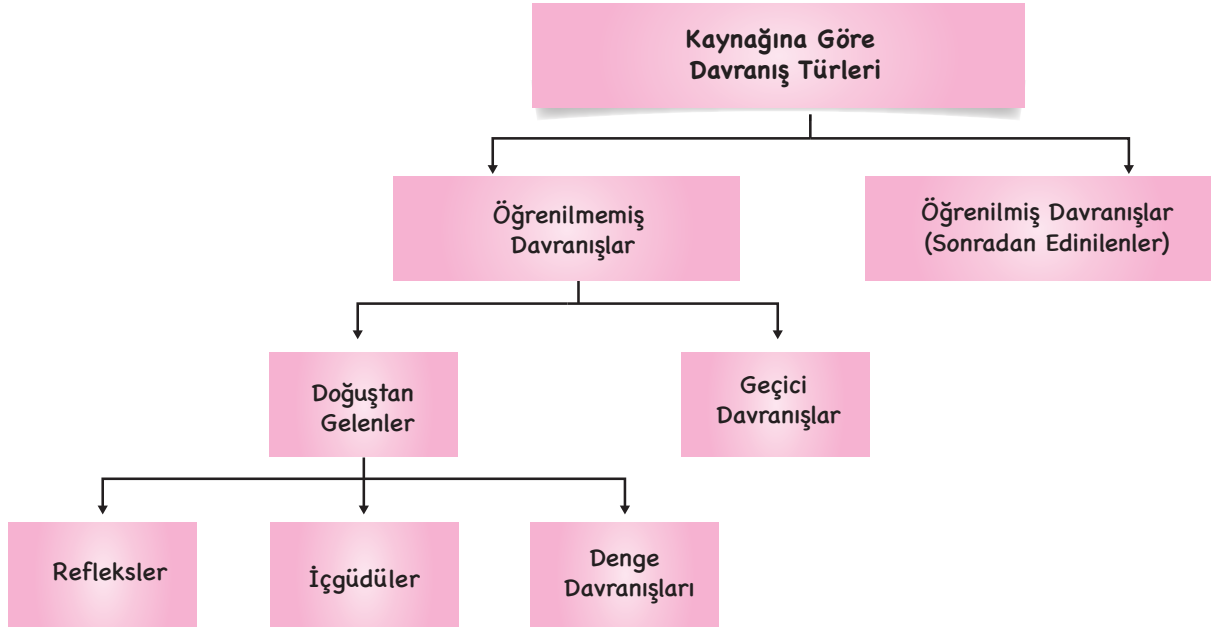 Kaynağına Göre
Davranış Türleri
Öğrenilmemiş
Davranışlar
Öğrenilmiş Davranışlar
(Sonradan Edinilenler)
Doğuştan
Gelenler
Geçici
Davranışlar
Refleksler
İçgüdüler
Denge
Davranışları